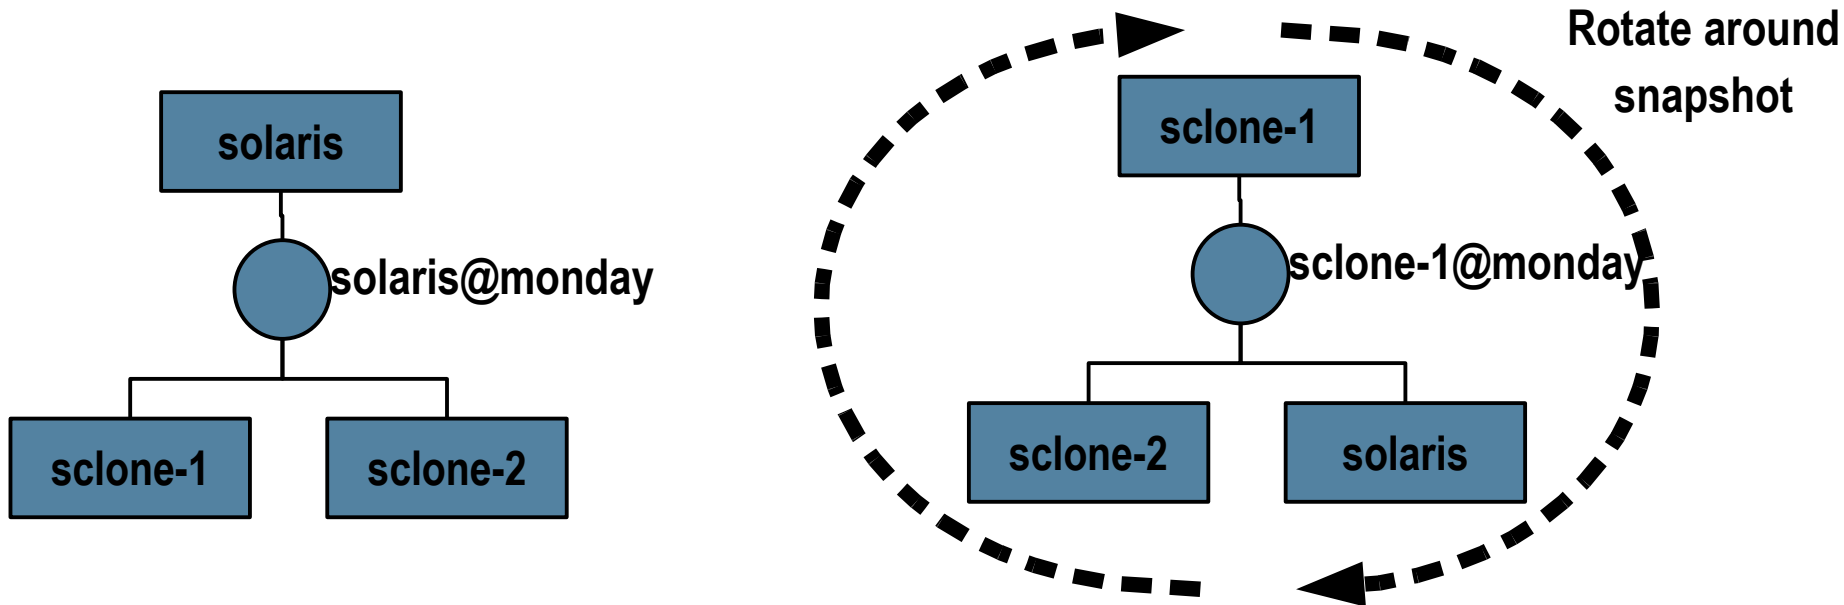 solaris
solaris@monday
sclone-1
sclone-2
Rotate around
snapshot
sclone-1
sclone-1@monday
sclone-2
solaris